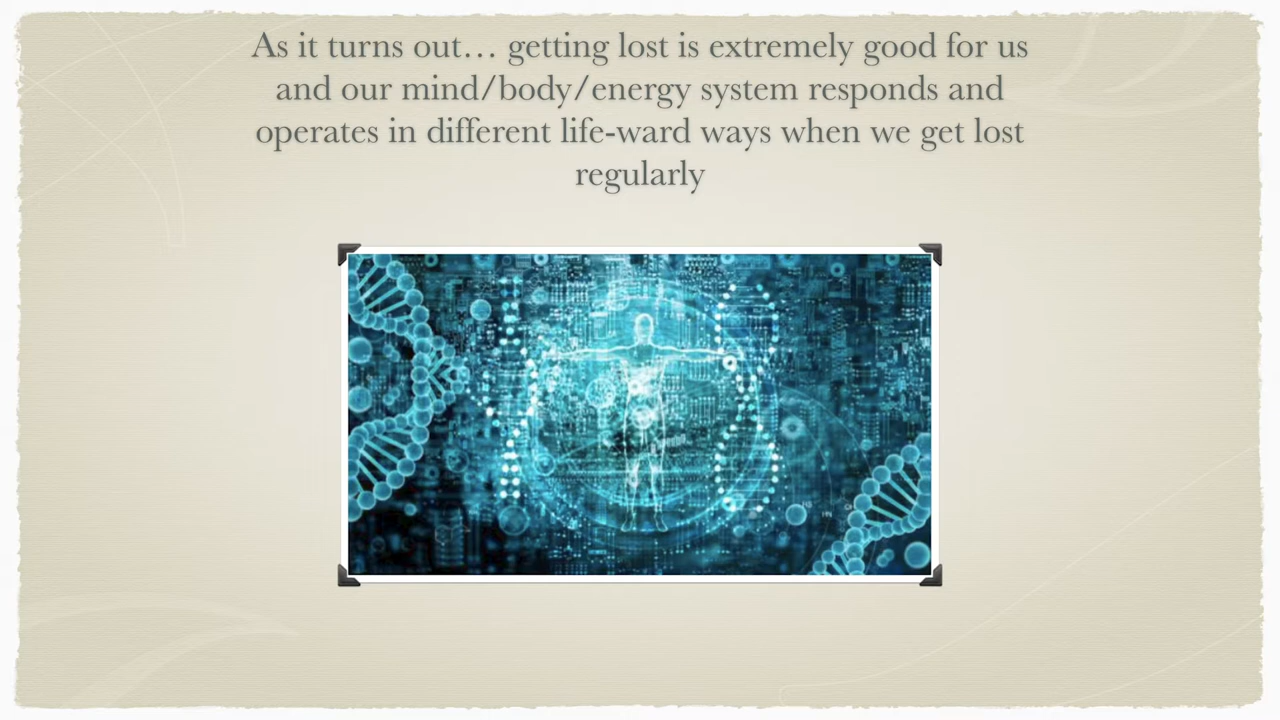 As it turns out… getting lost is extremely good for us
and our mind/body/energy system responds and
operates in different life-ward ways when we get lost
regularly
HN